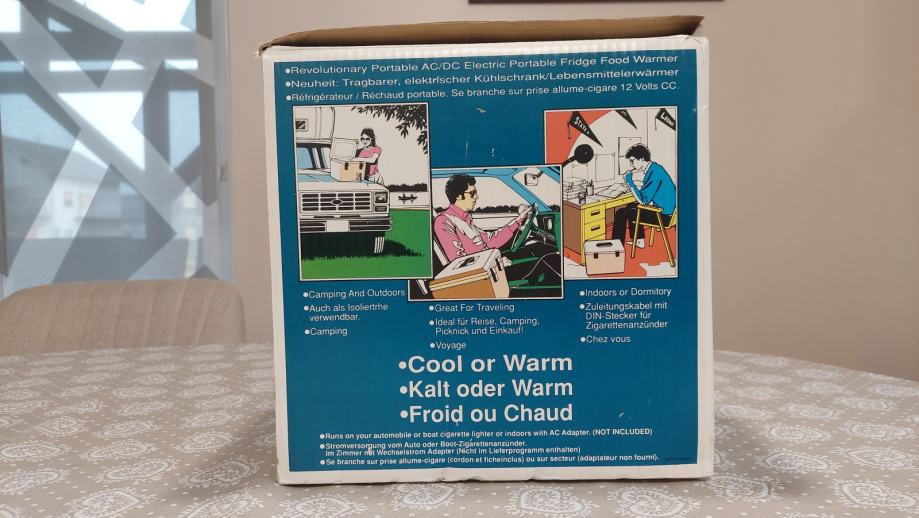 ●Revolutionary Portable AC/DC Electric Portable Fridge Food Warmer
●Neuheit: Tragbarer, elektrischer Kühlschrank/Lebensmittelerwärmer
●Réfrigérateur / Réchaud portable. Se branche sur prise allume-cigare 12 Volts CC.
●Camping And Outdoors
●Auch als Isoliertrhe
verwendbar.
●Camping
●Great For Traveling
●Ideal für Reise, Camping,
Picknick und Einkauf!
●Voyage
●Indoors or Dormitory
●Zuleitungskabel mit
DIN-Stecker für
Zigarettenanzünder
●Chez vous
●Cool or Warm
●Kalt oder Warm
●Froid ou Chaud
●Runs on your automobile or boat cigarette lighter or indoors with AC Adapter. (NOT INCLUDED)
●Stromversorgung vom Auto oder Boot-Zigarettenanzünder.
Im Zimmer mit Wechselstrom Adapter (Nicht im Lieferprogramm enthalten)
●Se branche sur prise allume-cigare (cordon et ficheinclus) ou sur secteur (adaptateur non fourni).